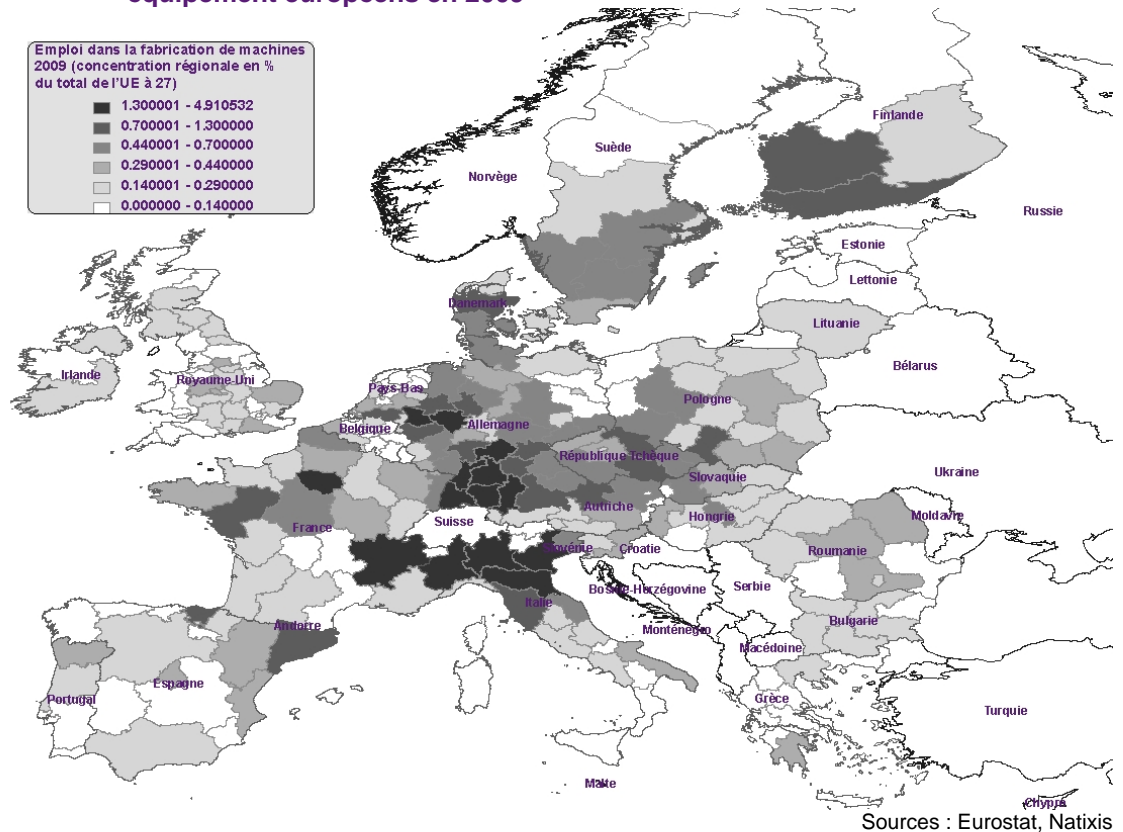 équipement européens en 2009
Emploi dans la fabrication de machines
2009 (concentration régionale en %
du total de l'UE à 27)
1.300001 - 4.910532
0.700001 - 1.300000
0.440001 - 0.700000
0.290001 - 0.440000
0.140001 - 0.290000
0.000000 - 0.140000
Finlande
Suède
Norvège
Russie
Estonie
Lettonie
Danemark
Lituanie
Bélarus
Irlande
Royaume-Uni
Pays-Bas
Pologne
Belgique
Allemagne
République Tchèque
Ukraine
Slovaquie
Autriche
Moldavie
Hongrie
Suisse
France
Slovénie
Croatie
Roumanie
Bosnie-Herzégovine
Serbie
Italie
Andorre
Bulgarie
Monténégro
Macédoine
Espagne
Portugal
Grèce
Turquie
Malte
Chypre
Sources : Eurostat, Natixis